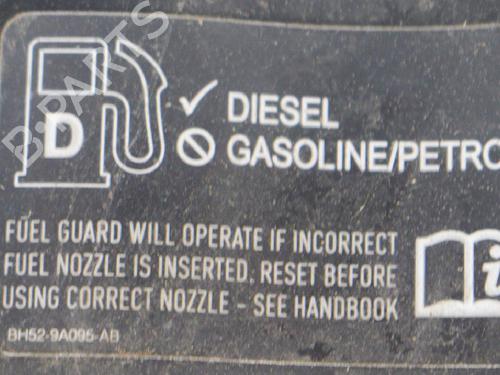 B-PARTS
D
DIESEL
GASOLINE/PETRO
FUEL GUARD WILL OPERATE IF INCORRECT
FUEL NOZZLE IS INSERTED. RESET BEFORE
USING CORRECT NOZZLE - SEE HANDBOOK
i
BH52-9A095-AB